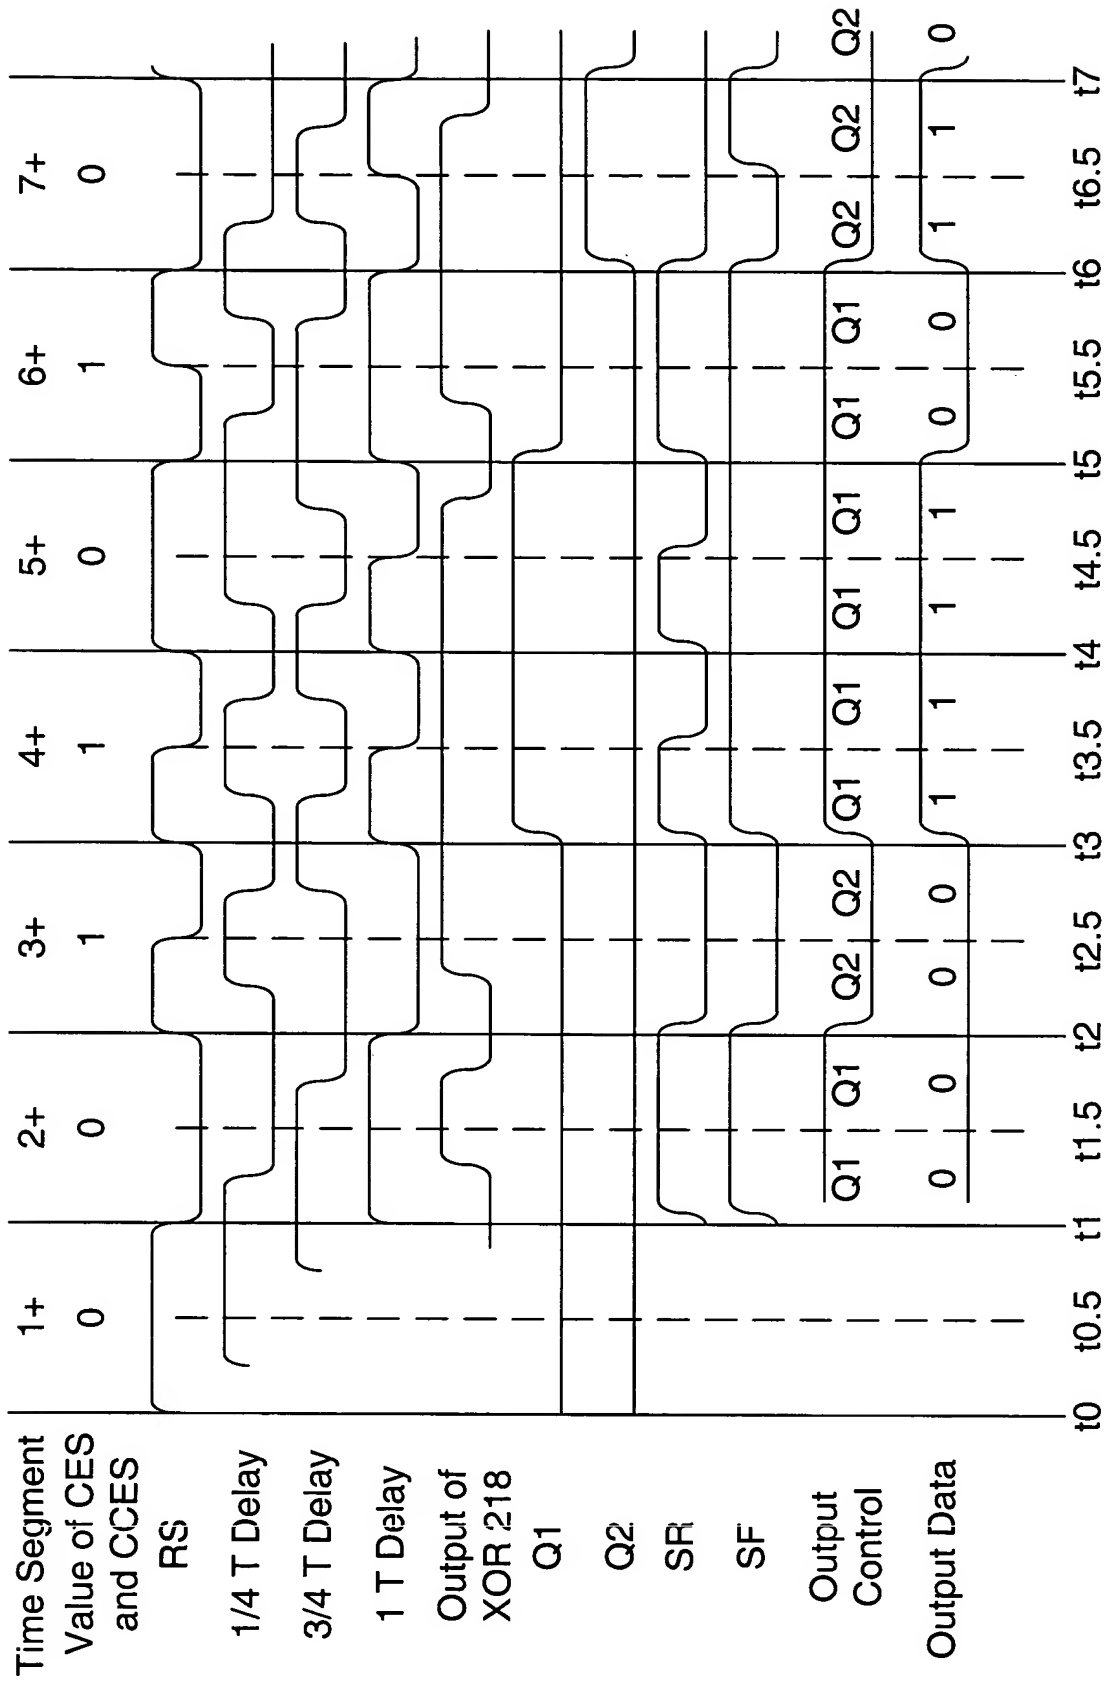 Time Segment 1+ 2+ 3+ 4+ 5+ 6+ 7+
Value of CES 0 0 1 1 0 1 0
and CCES
RS
1/4 T Delay
3/4 T Delay
1 T Delay
Output of
XOR 218
Q1
Q2
SR
SF
Output
Control Q1 Q1 Q2 Q2 Q1 Q1 Q1 Q1 Q1 Q1 Q2 Q2 Q2
Output Data 0 0 0 0 1 1 1 1 0 0 1 1 0
t0 t0.5 t1 t1.5 t2 t2.5 t3 t3.5 t4 t4.5 t5 t5.5 t6 t6.5 t7